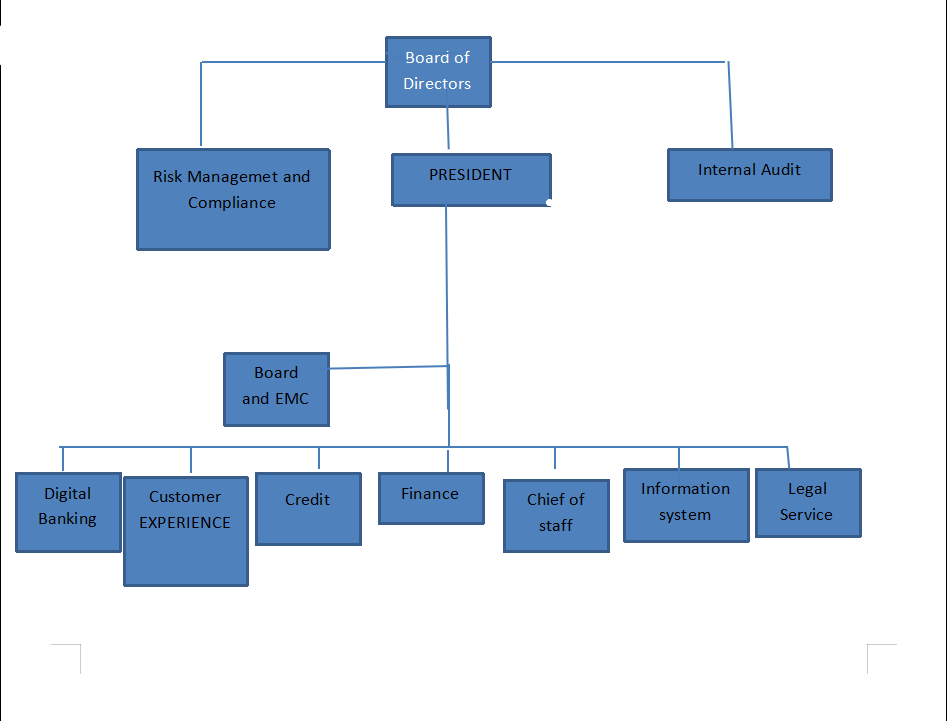 Board of
Directors
Risk Managemet and
Compliance
PRESIDENT
Internal Audit
Board
and EMC
Digital
Banking
Customer
EXPERIENCE
Credit
Finance
Chief of
staff
Information
system
Legal
Service